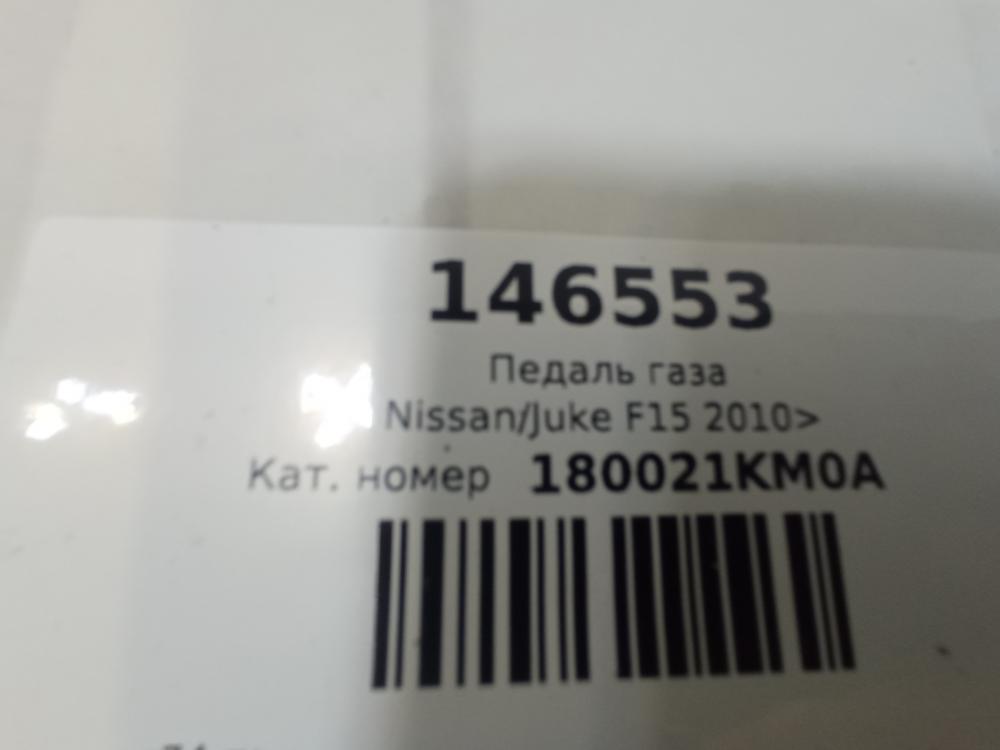 146553
Педаль газа
Nissan/Juke F15 2010>
Кат. номер 180021KM0A